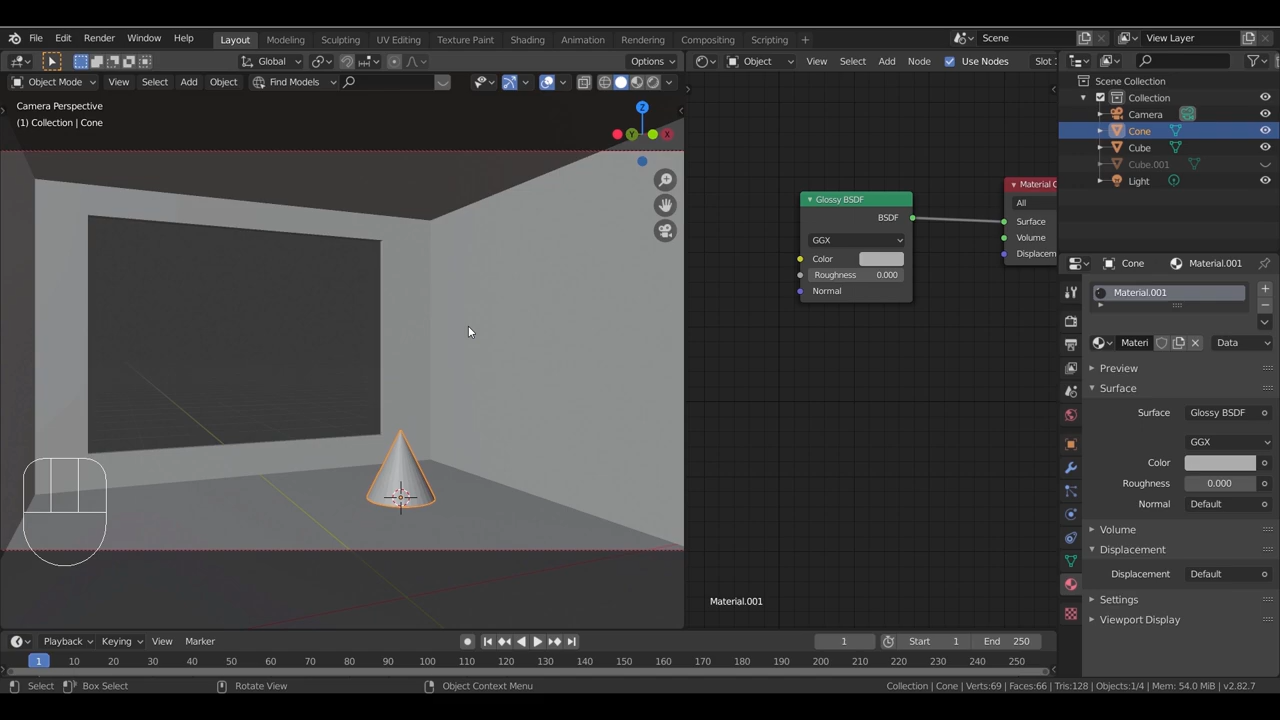 File Edit Render Window Help Layout Modeling Sculpting UV Editing Texture Paint Shading Animation Rendering Compositing Scripting + Scene View Layer
Global Options Object View Select Add Node Use Nodes Slot
Object Mode View Select Add Object Find Models
Scene Collection
Collection
Camera
Cone
Cube
Cube.001
Light
Camera Perspective
(1) Collection | Cone
Z
Y
X
Glossy BSDF
BSDF
GGX
Color
Roughness 0.000
Normal
Material O
All
Surface
Volume
Displacem
Material.001
Cone Material.001
Material.001
Materi Data
Preview
Surface
Surface Glossy BSDF
GGX
Color
Roughness 0.000
Normal Default
Volume
Displacement
Displacement Default
Settings
Viewport Display
Playback Keying View Marker 1 Start 1 End 250
1 10 20 30 40 50 60 70 80 90 100 110 120 130 140 150 160 170 180 190 200 210 220 230 240 250
Select Box Select Rotate View Object Context Menu Collection | Cone | Verts:69 | Faces:66 | Tris:128 | Objects:1/4 | Mem: 54.0 MiB | v2.82.7